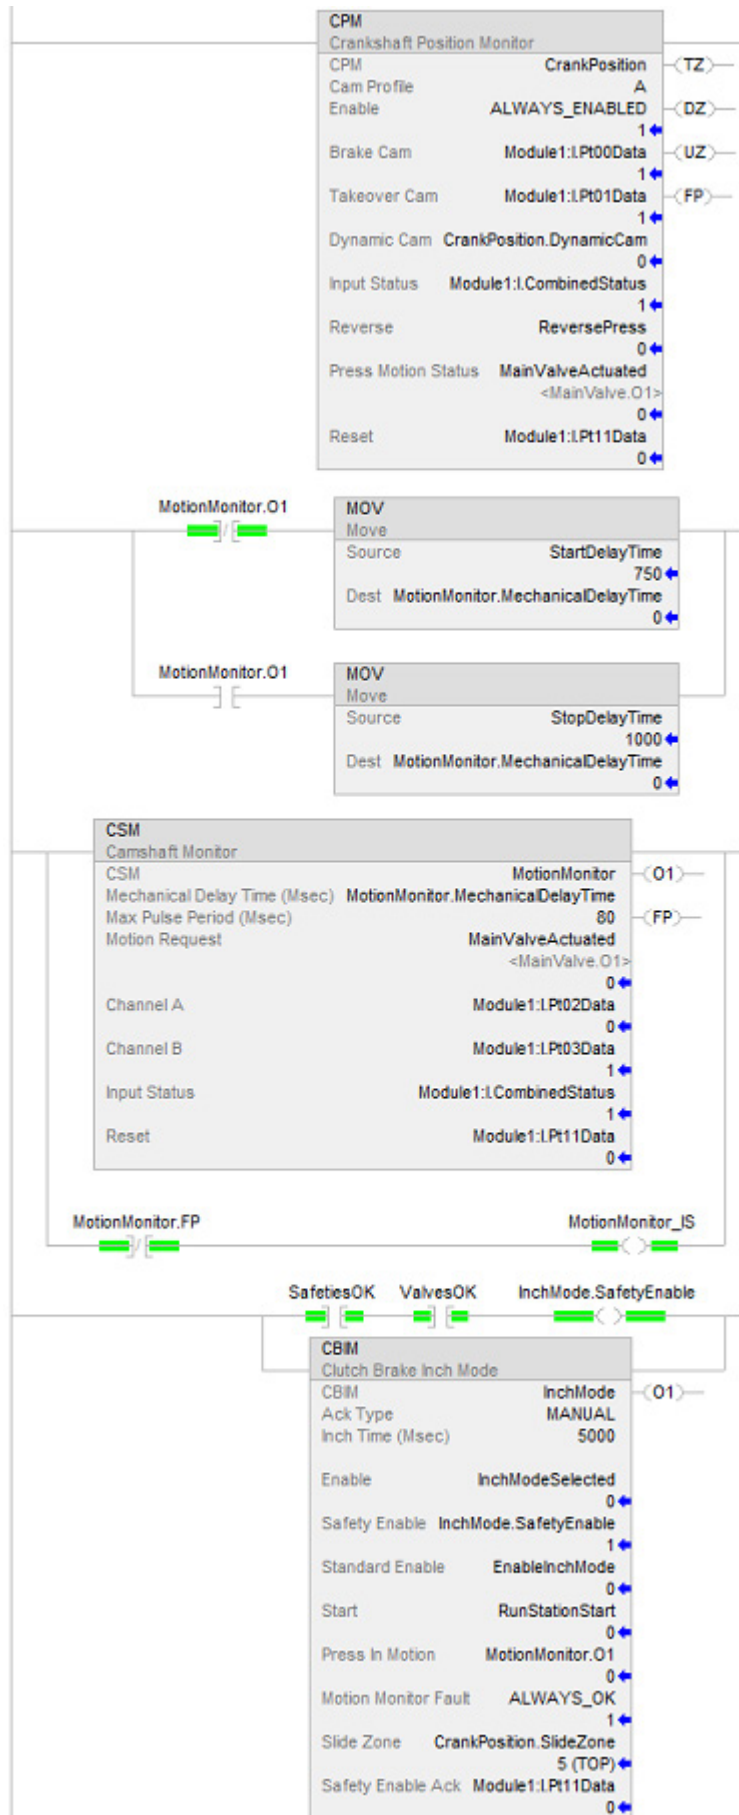 CPM
Crankshaft Position Monitor
CPM CrankPosition (TZ)
Cam Profile A
Enable ALWAYS_ENABLED (DZ)
1
Brake Cam Module1:I.Pt00Data (UZ)
1
Takeover Cam Module1:I.Pt01Data (FP)
1
Dynamic Cam CrankPosition.DynamicCam
0
Input Status Module1:I.CombinedStatus
1
Reverse ReversePress
0
Press Motion Status MainValveActuated
<MainValve.O1>
0
Reset Module1:I.Pt11Data
0
MotionMonitor.O1
MOV
Move
Source StartDelayTime
750
Dest MotionMonitor.MechanicalDelayTime
0
MotionMonitor.O1
MOV
Move
Source StopDelayTime
1000
Dest MotionMonitor.MechanicalDelayTime
0
CSM
Camshaft Monitor
CSM MotionMonitor (O1)
Mechanical Delay Time (Msec) MotionMonitor.MechanicalDelayTime
Max Pulse Period (Msec) 80 (FP)
Motion Request MainValveActuated
<MainValve.O1>
0
Channel A Module1:I.Pt02Data
0
Channel B Module1:I.Pt03Data
1
Input Status Module1:I.CombinedStatus
1
Reset Module1:I.Pt11Data
0
MotionMonitor.FP MotionMonitor_IS
SafetiesOK ValvesOK InchMode.SafetyEnable
CBIM
Clutch Brake Inch Mode
CBIM InchMode (O1)
Ack Type MANUAL
Inch Time (Msec) 5000
Enable InchModeSelected
0
Safety Enable InchMode.SafetyEnable
1
Standard Enable EnableInchMode
0
Start RunStationStart
0
Press In Motion MotionMonitor.O1
0
Motion Monitor Fault ALWAYS_OK
1
Slide Zone CrankPosition.SlideZone
5 (TOP)
Safety Enable Ack Module1:I.Pt11Data
0